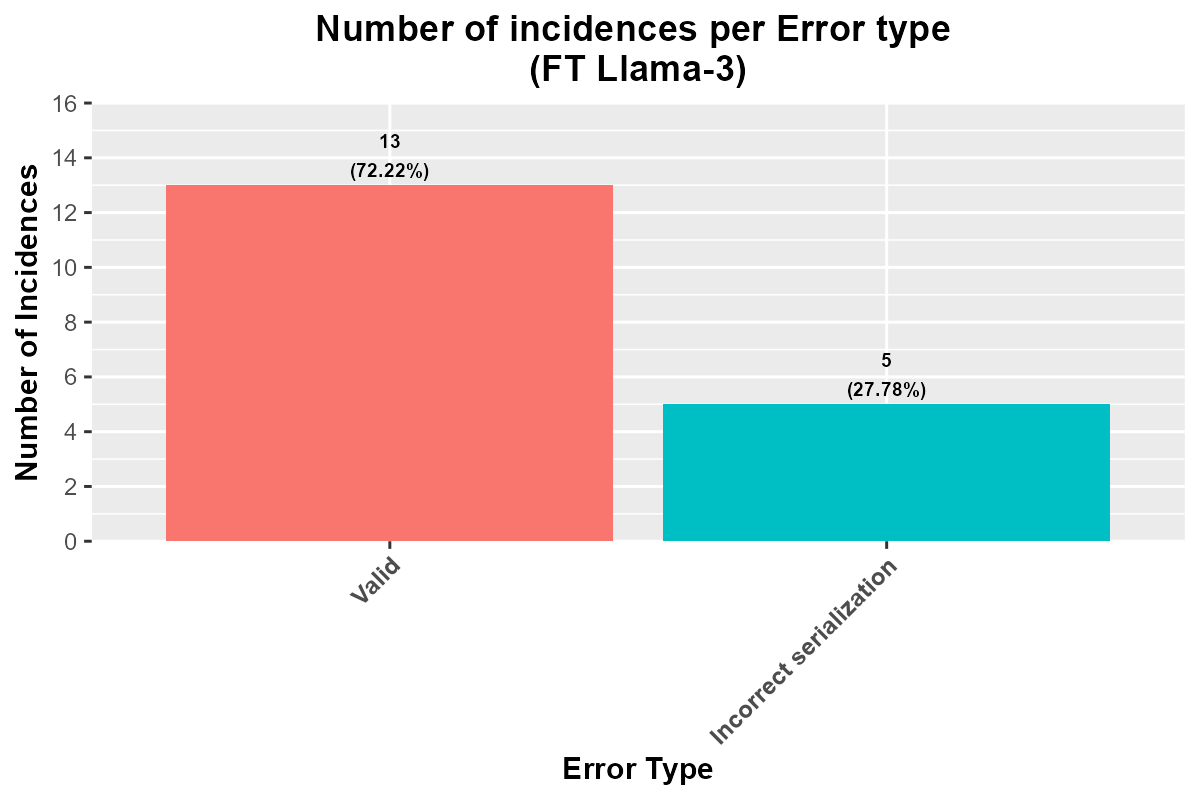 Number of incidences per Error type
(FT Llama-3)
Number of Incidences
16
14
12
10
8
6
4
2
0
13
(72.22%)
5
(27.78%)
Valid
Incorrect serialization
Error Type